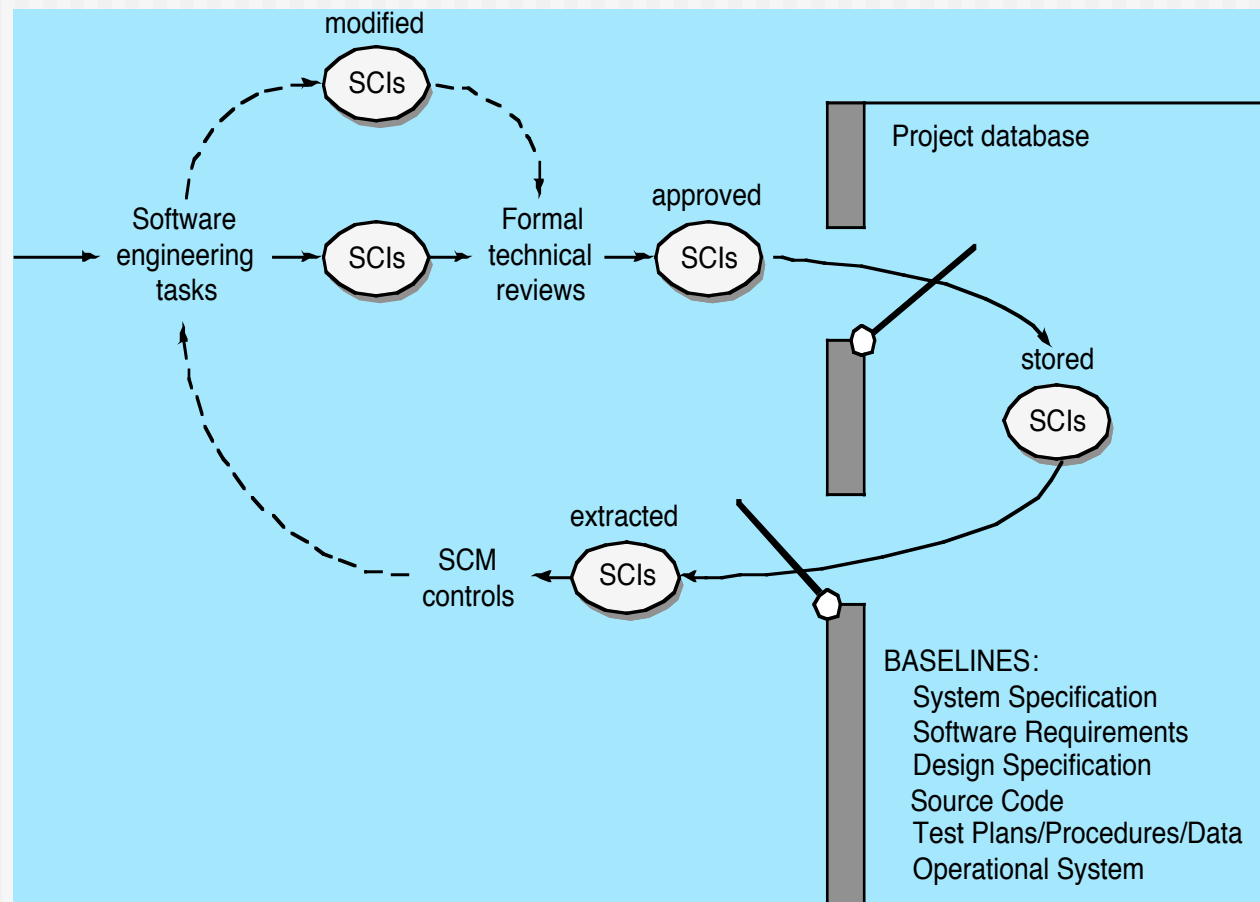 modified
SCIs
Project database
approved
Software
engineering
tasks
SCIs
Formal
technical
reviews
SCIs
stored
SCIs
extracted
SCIs
SCM
controls
BASELINES:
System Specification
Software Requirements
Design Specification
Source Code
Test Plans/Procedures/Data
Operational System